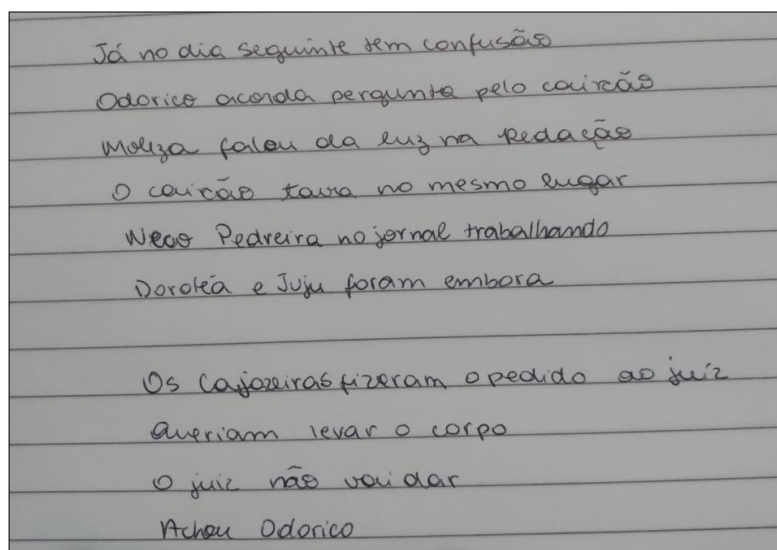 Já no dia seguinte tem confusão
Odorico acorda pergunta pelo caixão
Moliza falou da luz na redação
O caixão tava no mesmo lugar
Neco Pedreira no jornal trabalhando
Dorotéa e Juju foram embora
Os Cajazeiras fizeram o pedido ao juiz
Queriam levar o corpo
O juiz não vai dar
Achou Odorico